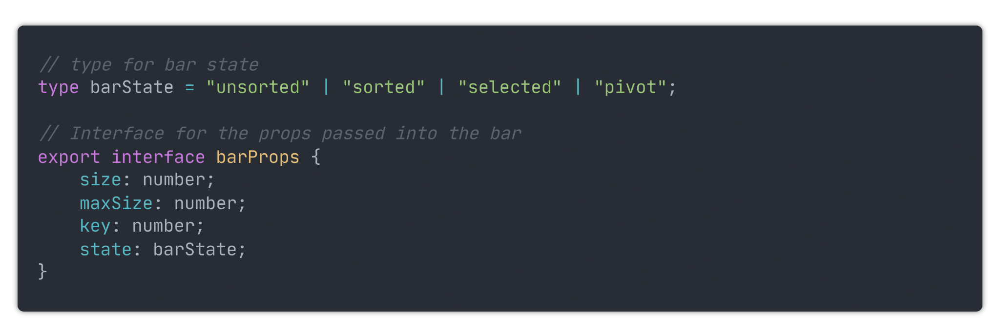 // type for bar state
type barState = "unsorted" | "sorted" | "selected" | "pivot";
// Interface for the props passed into the bar
export interface barProps {
    size: number;
    maxSize: number;
    key: number;
    state: barState;
}